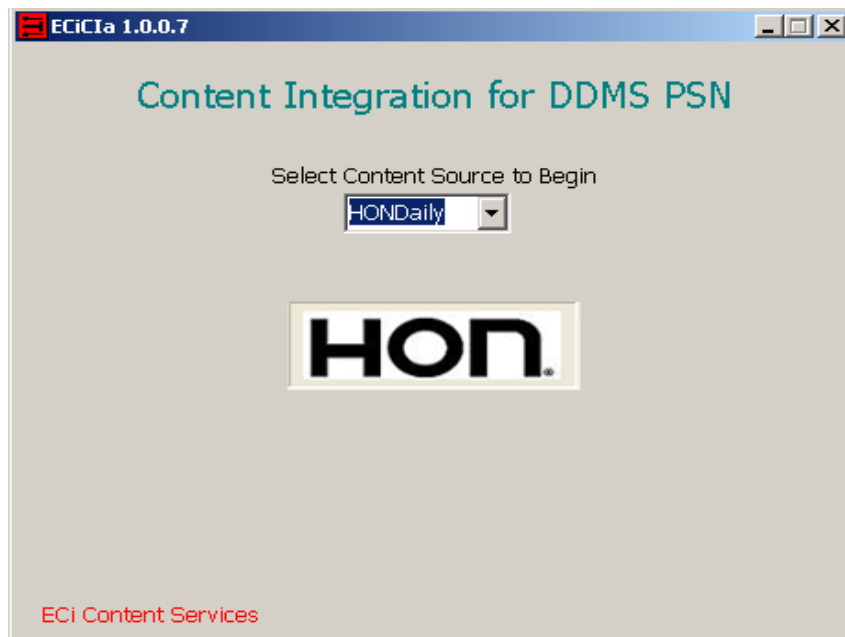 ECiCIa 1.0.0.7
Content Integration for DDMS PSN
Select Content Source to Begin
HONDaily
HON®
ECi Content Services